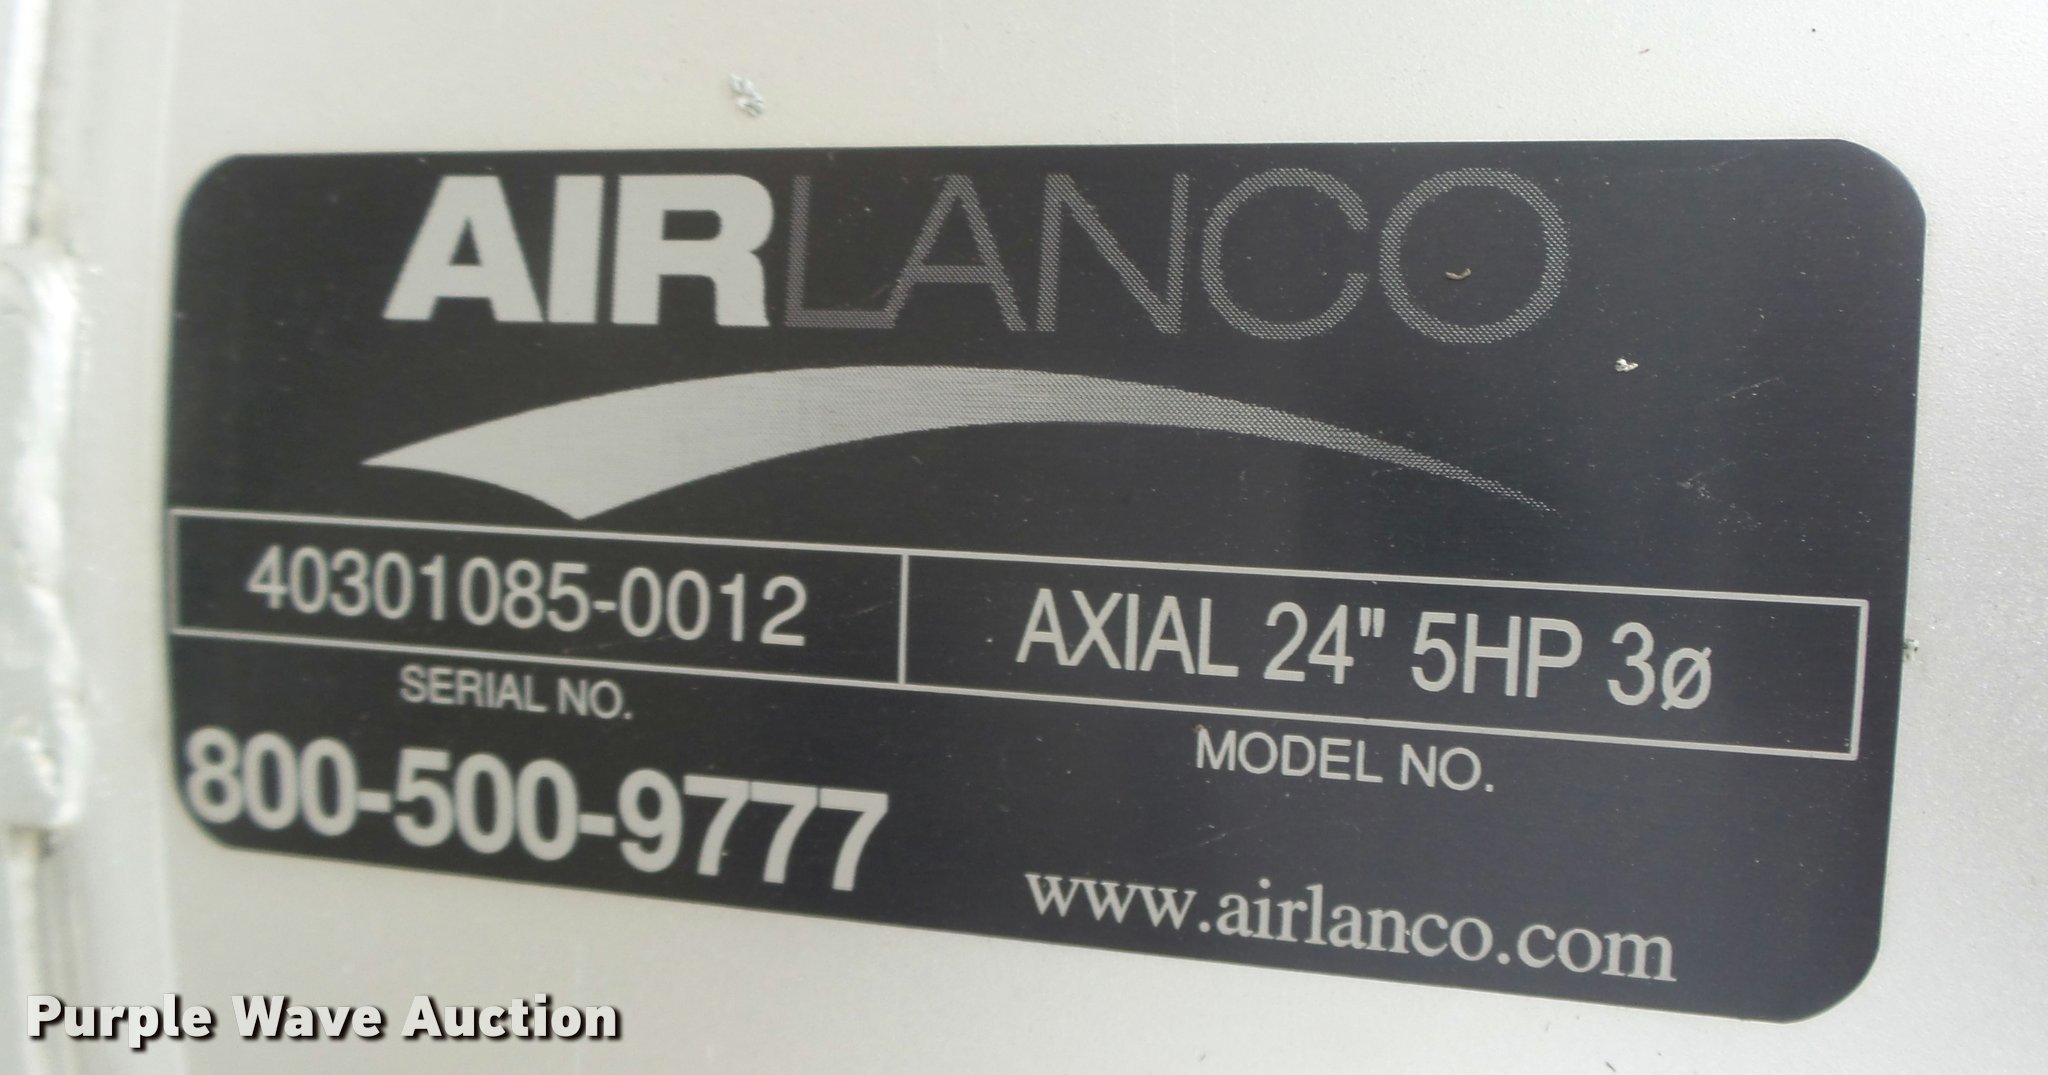 AIRLANCO
40301085-0012
AXIAL 24" 5HP 3ø
SERIAL NO.
MODEL NO.
800-500-9777
www.airlanco.com
Purple Wave Auction